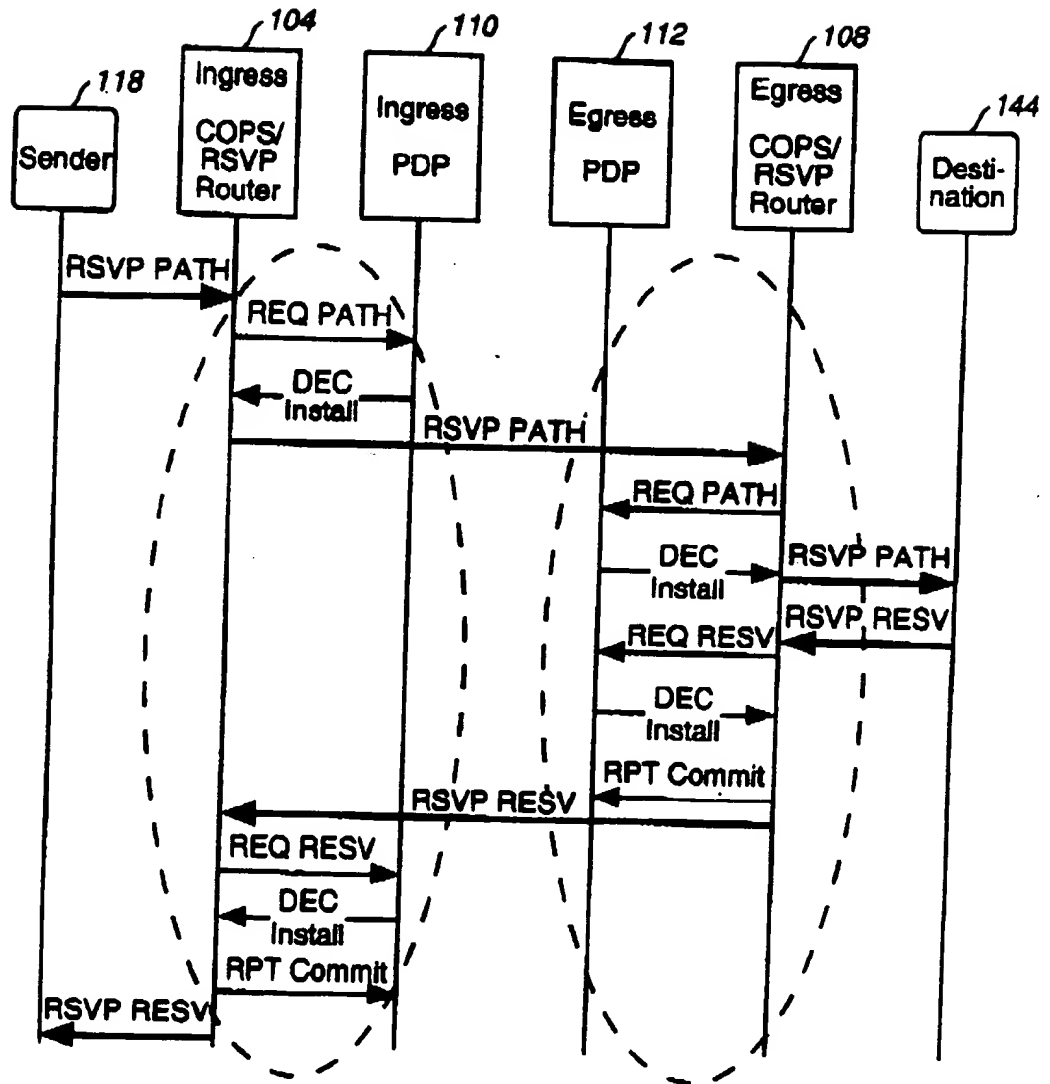 104
110
112
108
118
144
Ingress
COPS/
RSVP
Router
Ingress
PDP
Egress
PDP
Egress
COPS/
RSVP
Router
Sender
Desti-
nation
RSVP PATH
REQ PATH
DEC
Install
RSVP PATH
REQ PATH
DEC
Install
RSVP PATH
RSVP RESV
REQ RESV
DEC
Install
RPT Commit
RSVP RESV
REQ RESV
DEC
Install
RPT Commit
RSVP RESV